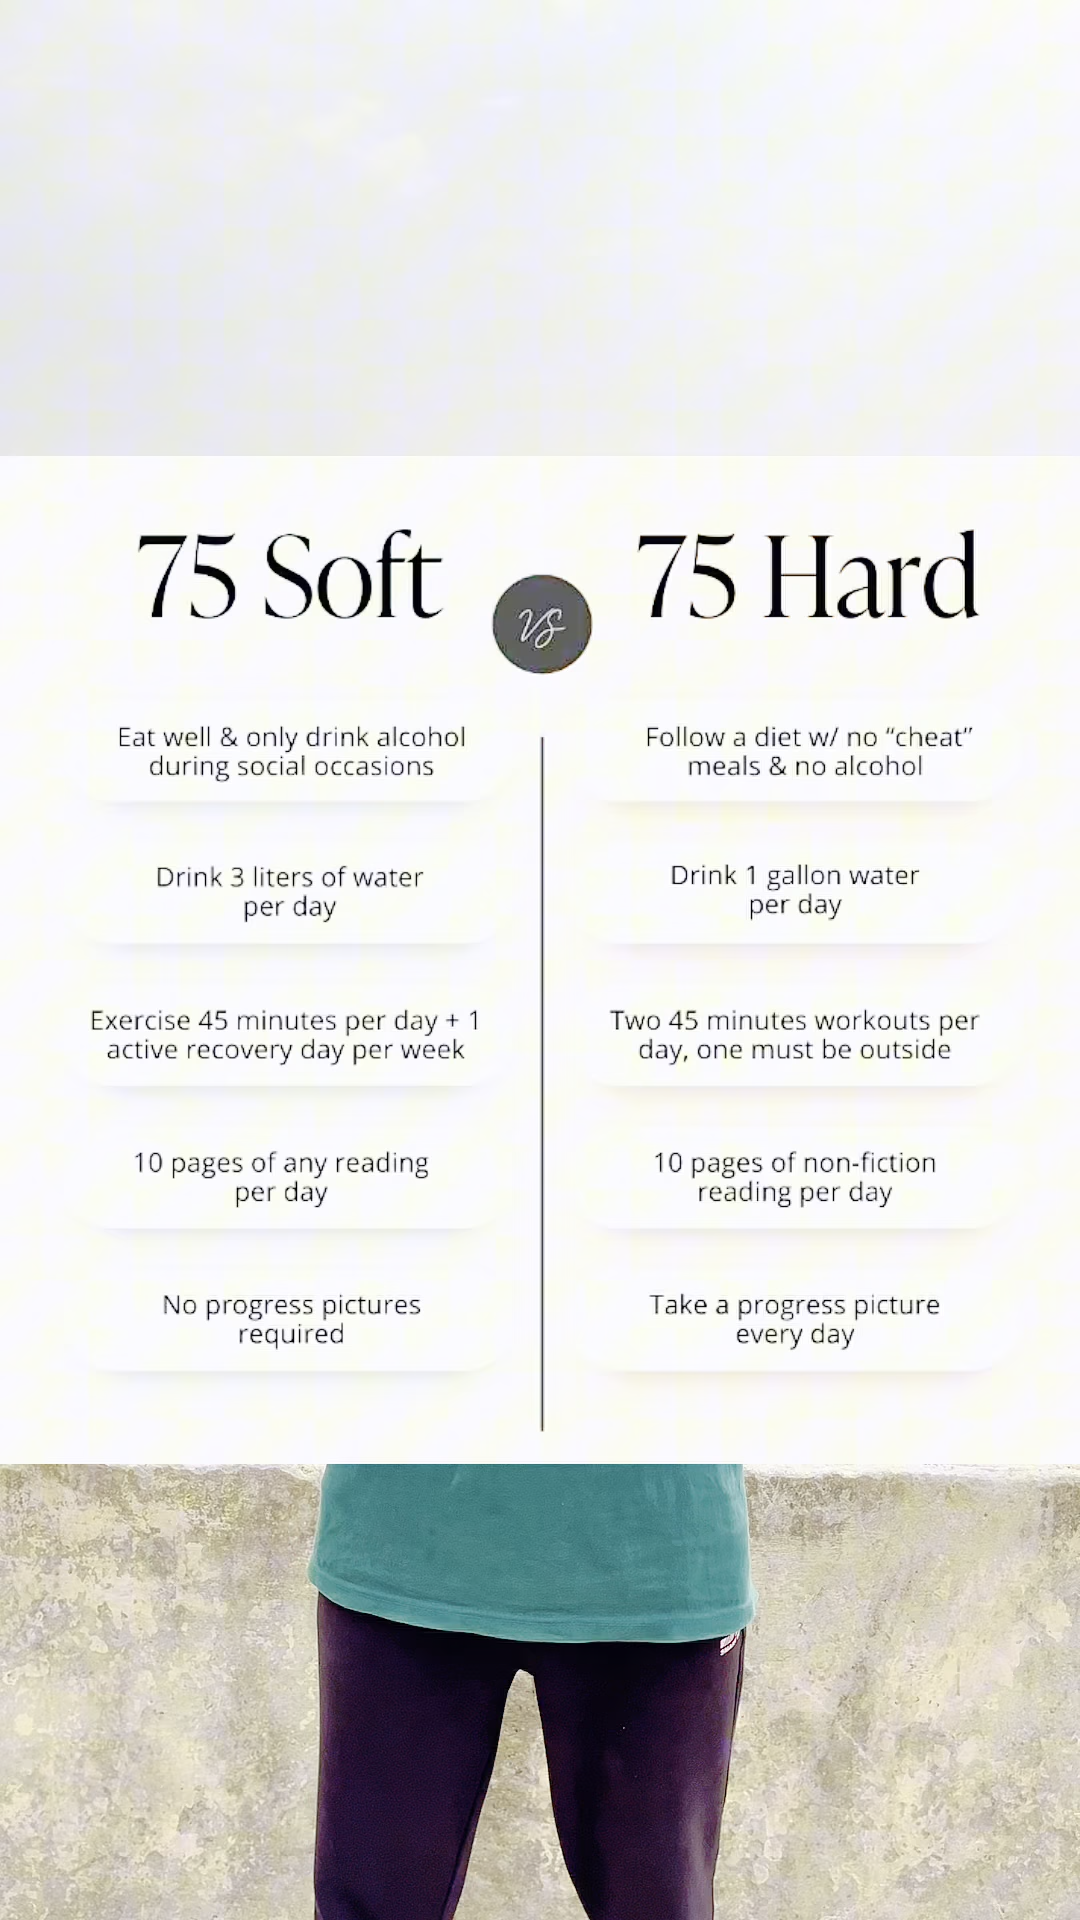 75 Soft
VS
75 Hard
Eat well & only drink alcohol
during social occasions
Follow a diet w/ no “cheat”
meals & no alcohol
Drink 3 liters of water
per day
Drink 1 gallon water
per day
Exercise 45 minutes per day + 1
active recovery day per week
Two 45 minutes workouts per
day, one must be outside
10 pages of any reading
per day
10 pages of non-fiction
reading per day
No progress pictures
required
Take a progress picture
every day